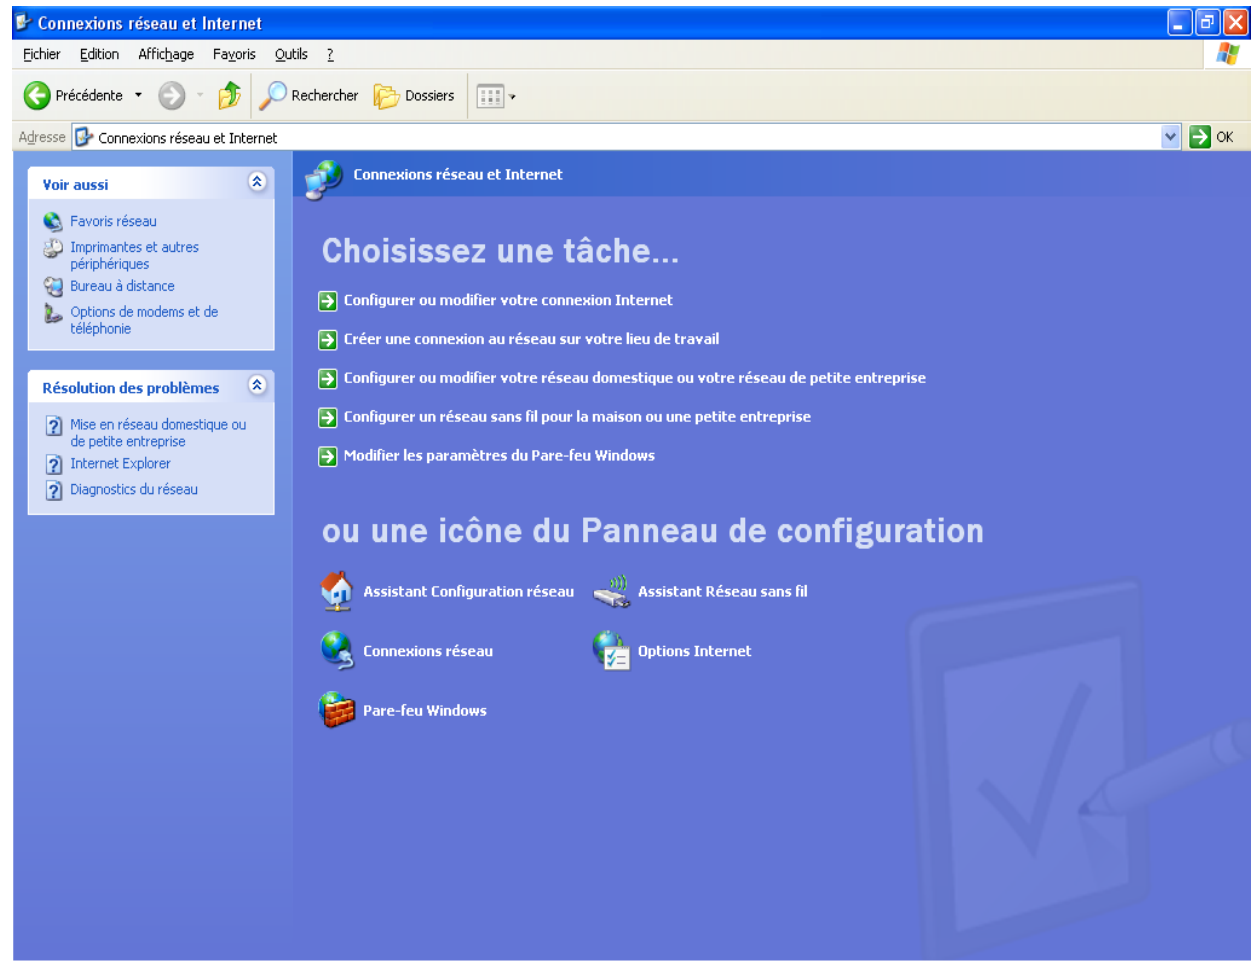 Connexions réseau et Internet
Fichier Edition Affichage Favoris Outils ?
Précédente Rechercher Dossiers
Adresse Connexions réseau et Internet OK
Voir aussi
Favoris réseau
Imprimantes et autres
périphériques
Bureau à distance
Options de modems et de
téléphonie
Résolution des problèmes
Mise en réseau domestique ou
de petite entreprise
Internet Explorer
Diagnostics du réseau
Connexions réseau et Internet
Choisissez une tâche...
Configurer ou modifier votre connexion Internet
Créer une connexion au réseau sur votre lieu de travail
Configurer ou modifier votre réseau domestique ou votre réseau de petite entreprise
Configurer un réseau sans fil pour la maison ou une petite entreprise
Modifier les paramètres du Pare-feu Windows
ou une icône du Panneau de configuration
Assistant Configuration réseau Assistant Réseau sans fil
Connexions réseau Options Internet
Pare-feu Windows